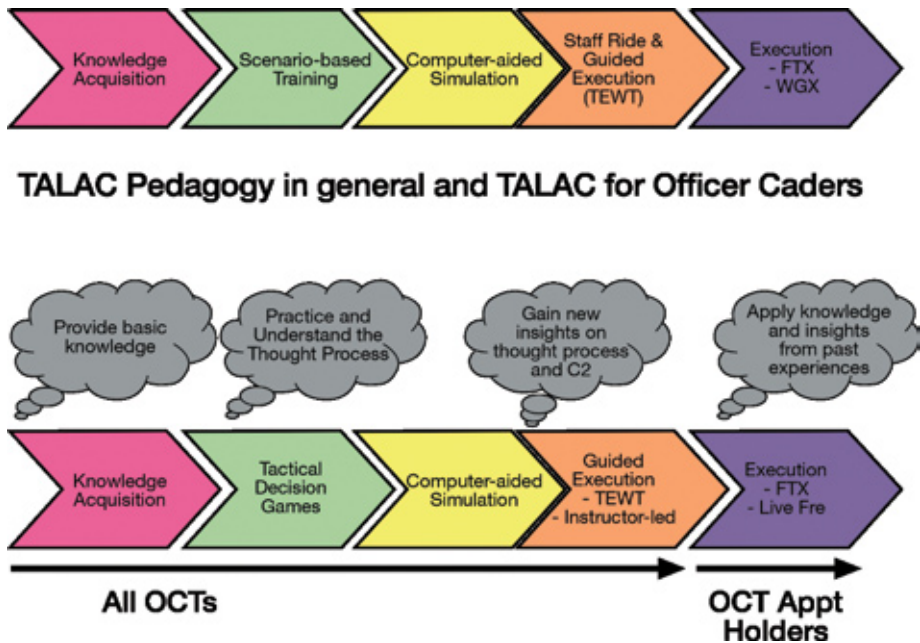 Knowledge
Acquisition
Scenario-based
Training
Computer-aided
Simulation
Staff Ride &
Guided
Execution
(TEWT)
Execution
- FTX
- WGX
TALAC Pedagogy in general and TALAC for Officer Caders
Provide basic
knowledge
Practice and
Understand the
Thought Process
Gain new
insights on
thought process
and C2
Apply knowledge
and insights
from past
experiences
Knowledge
Acquisition
Tactical
Decision
Games
Computer-aided
Simulation
Guided
Execution
- TEWT
- Instructor-led
Execution
- FTX
- Live Fre
All OCTs
OCT Appt
Holders